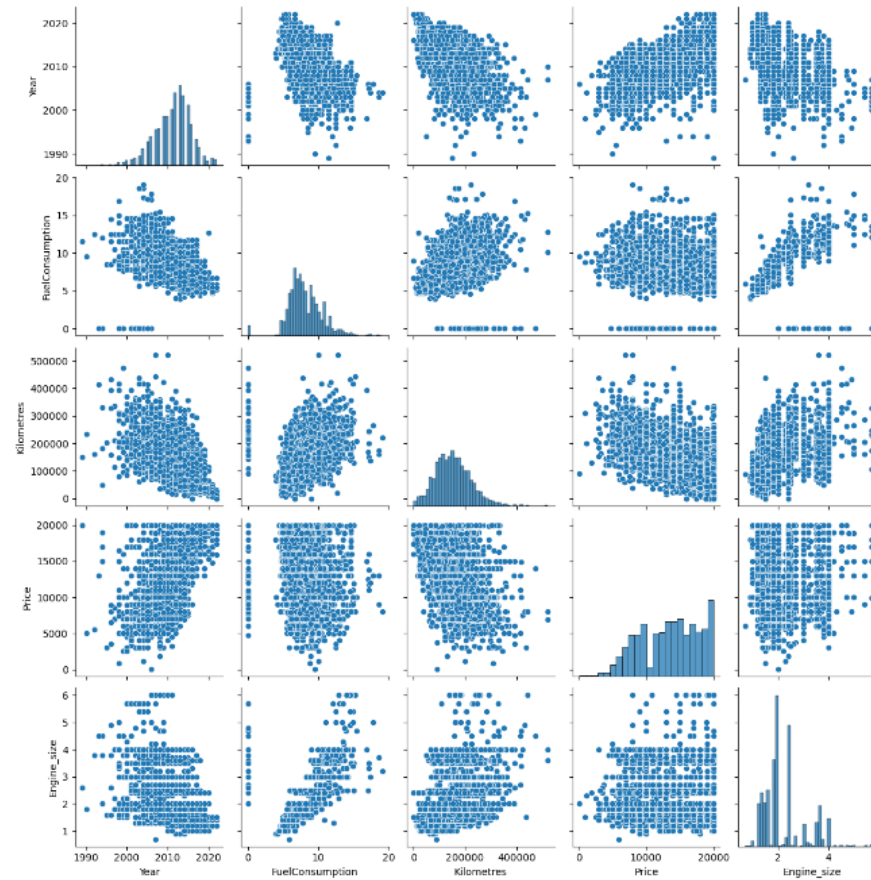 2020
2010
2000
1990
Year
20
15
10
5
0
FuelConsumption
500000
400000
300000
200000
100000
0
Kilometres
20000
15000
10000
5000
0
Price
6
5
4
3
2
1
Engine_size
1990 2000 2010 2020
Year
0 10 20
FuelConsumption
0 200000 400000
Kilometres
0 10000 20000
Price
2 4
Engine_size